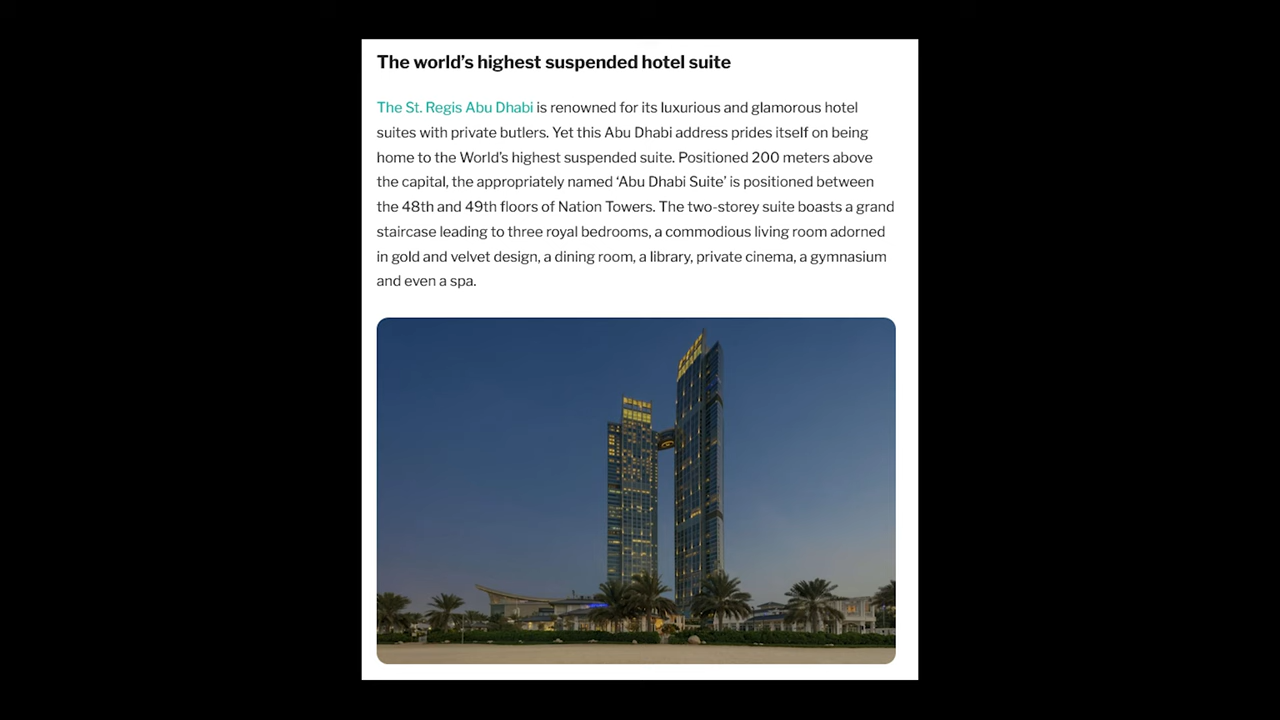 The world’s highest suspended hotel suite
The St. Regis Abu Dhabi is renowned for its luxurious and glamorous hotel
suites with private butlers. Yet this Abu Dhabi address prides itself on being
home to the World’s highest suspended suite. Positioned 200 meters above
the capital, the appropriately named ‘Abu Dhabi Suite’ is positioned between
the 48th and 49th floors of Nation Towers. The two-storey suite boasts a grand
staircase leading to three royal bedrooms, a commodious living room adorned
in gold and velvet design, a dining room, a library, private cinema, a gymnasium
and even a spa.